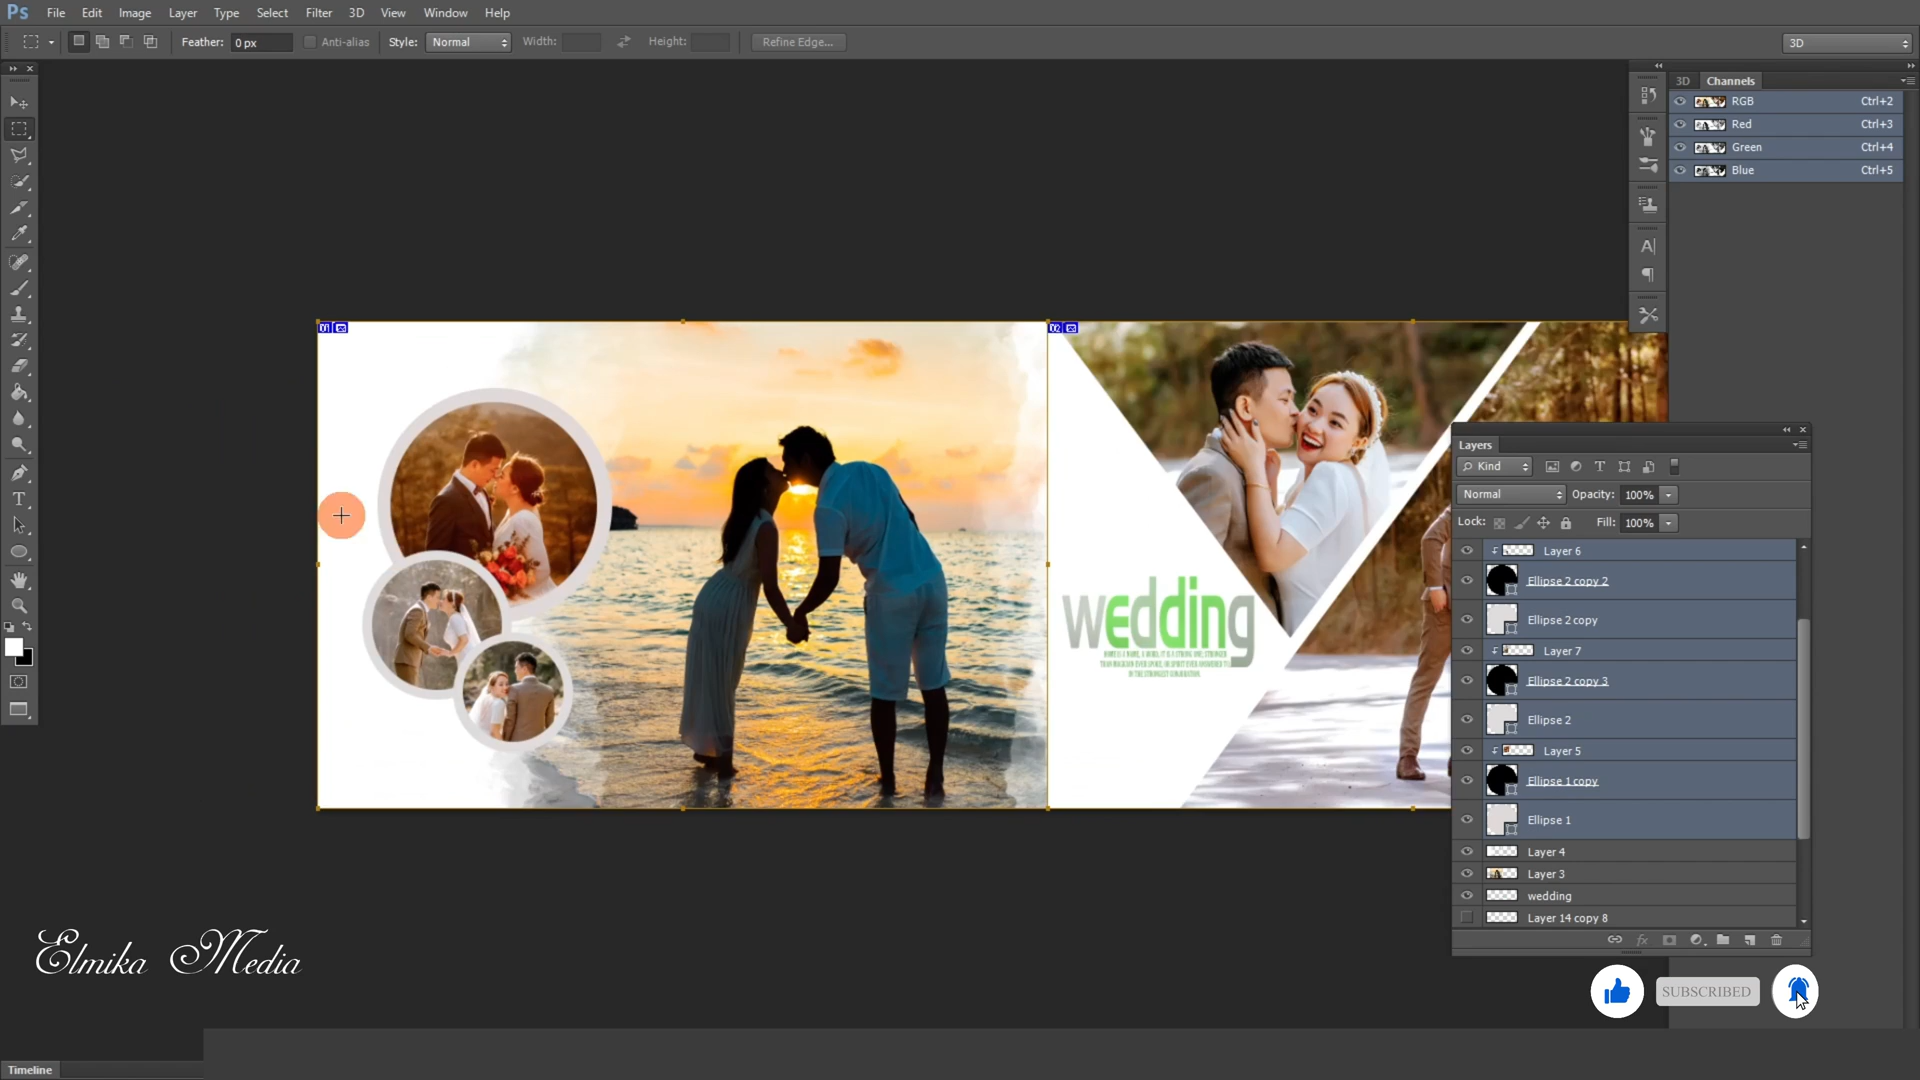 Ps File Edit Image Layer Type Select Filter 3D View Window Help
Feather: 0 px Anti-alias Style: Normal Width: Height: Refine Edge... 3D
3D Channels
RGB Ctrl+2
Red Ctrl+3
Green Ctrl+4
Blue Ctrl+5
01
02
wedding
Layers
Kind
Normal Opacity: 100%
Lock: Fill: 100%
Layer 6
Ellipse 2 copy 2
Ellipse 2 copy
Layer 7
Ellipse 2 copy 3
Ellipse 2
Layer 5
Ellipse 1 copy
Ellipse 1
Layer 4
Layer 3
wedding
Layer 14 copy 8
Elmika Media
SUBSCRIBED
Timeline